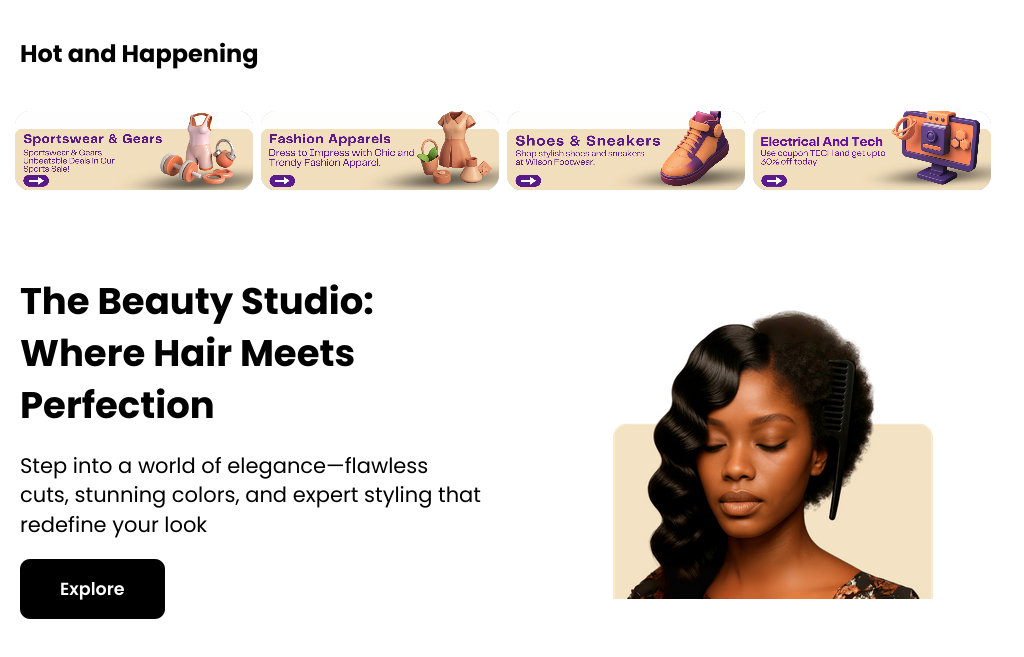 Hot and Happening
Sportswear & Gears
Sportswear & Gears
Unbeatable Deals In Our
Sports Sale!
Fashion Apparels
Dress to Impress with Chic and
Trendy Fashion Apparel.
Shoes & Sneakers
Shop stylish shoes and sneakers
at Wilson Footwear.
Electrical And Tech
Use coupon TECH and get upto
30% off today
The Beauty Studio:
Where Hair Meets
Perfection
Step into a world of elegance—flawless
cuts, stunning colors, and expert styling that
redefine your look
Explore